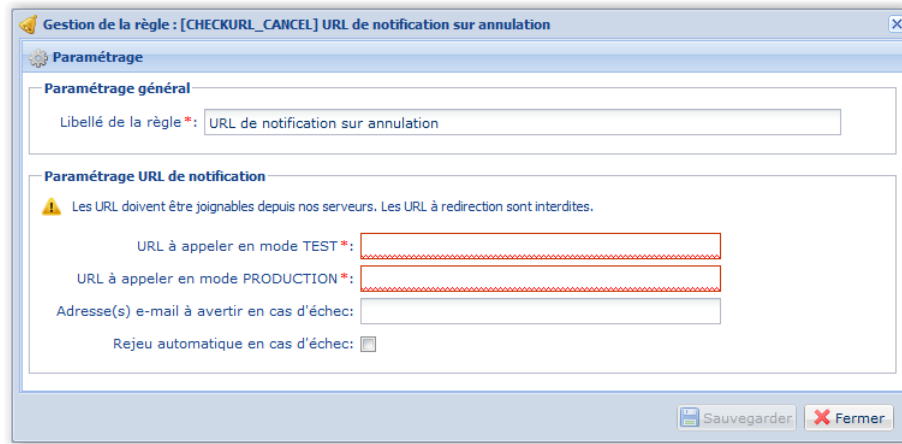 Gestion de la règle : [CHECKURL_CANCEL] URL de notification sur annulation
Paramétrage
Paramétrage général
Libellé de la règle*: URL de notification sur annulation
Paramétrage URL de notification
Les URL doivent être joignables depuis nos serveurs. Les URL à redirection sont interdites.
URL à appeler en mode TEST*:
URL à appeler en mode PRODUCTION*:
Adresse(s) e-mail à avertir en cas d'échec:
Rejeu automatique en cas d'échec:
Sauvegarder Fermer